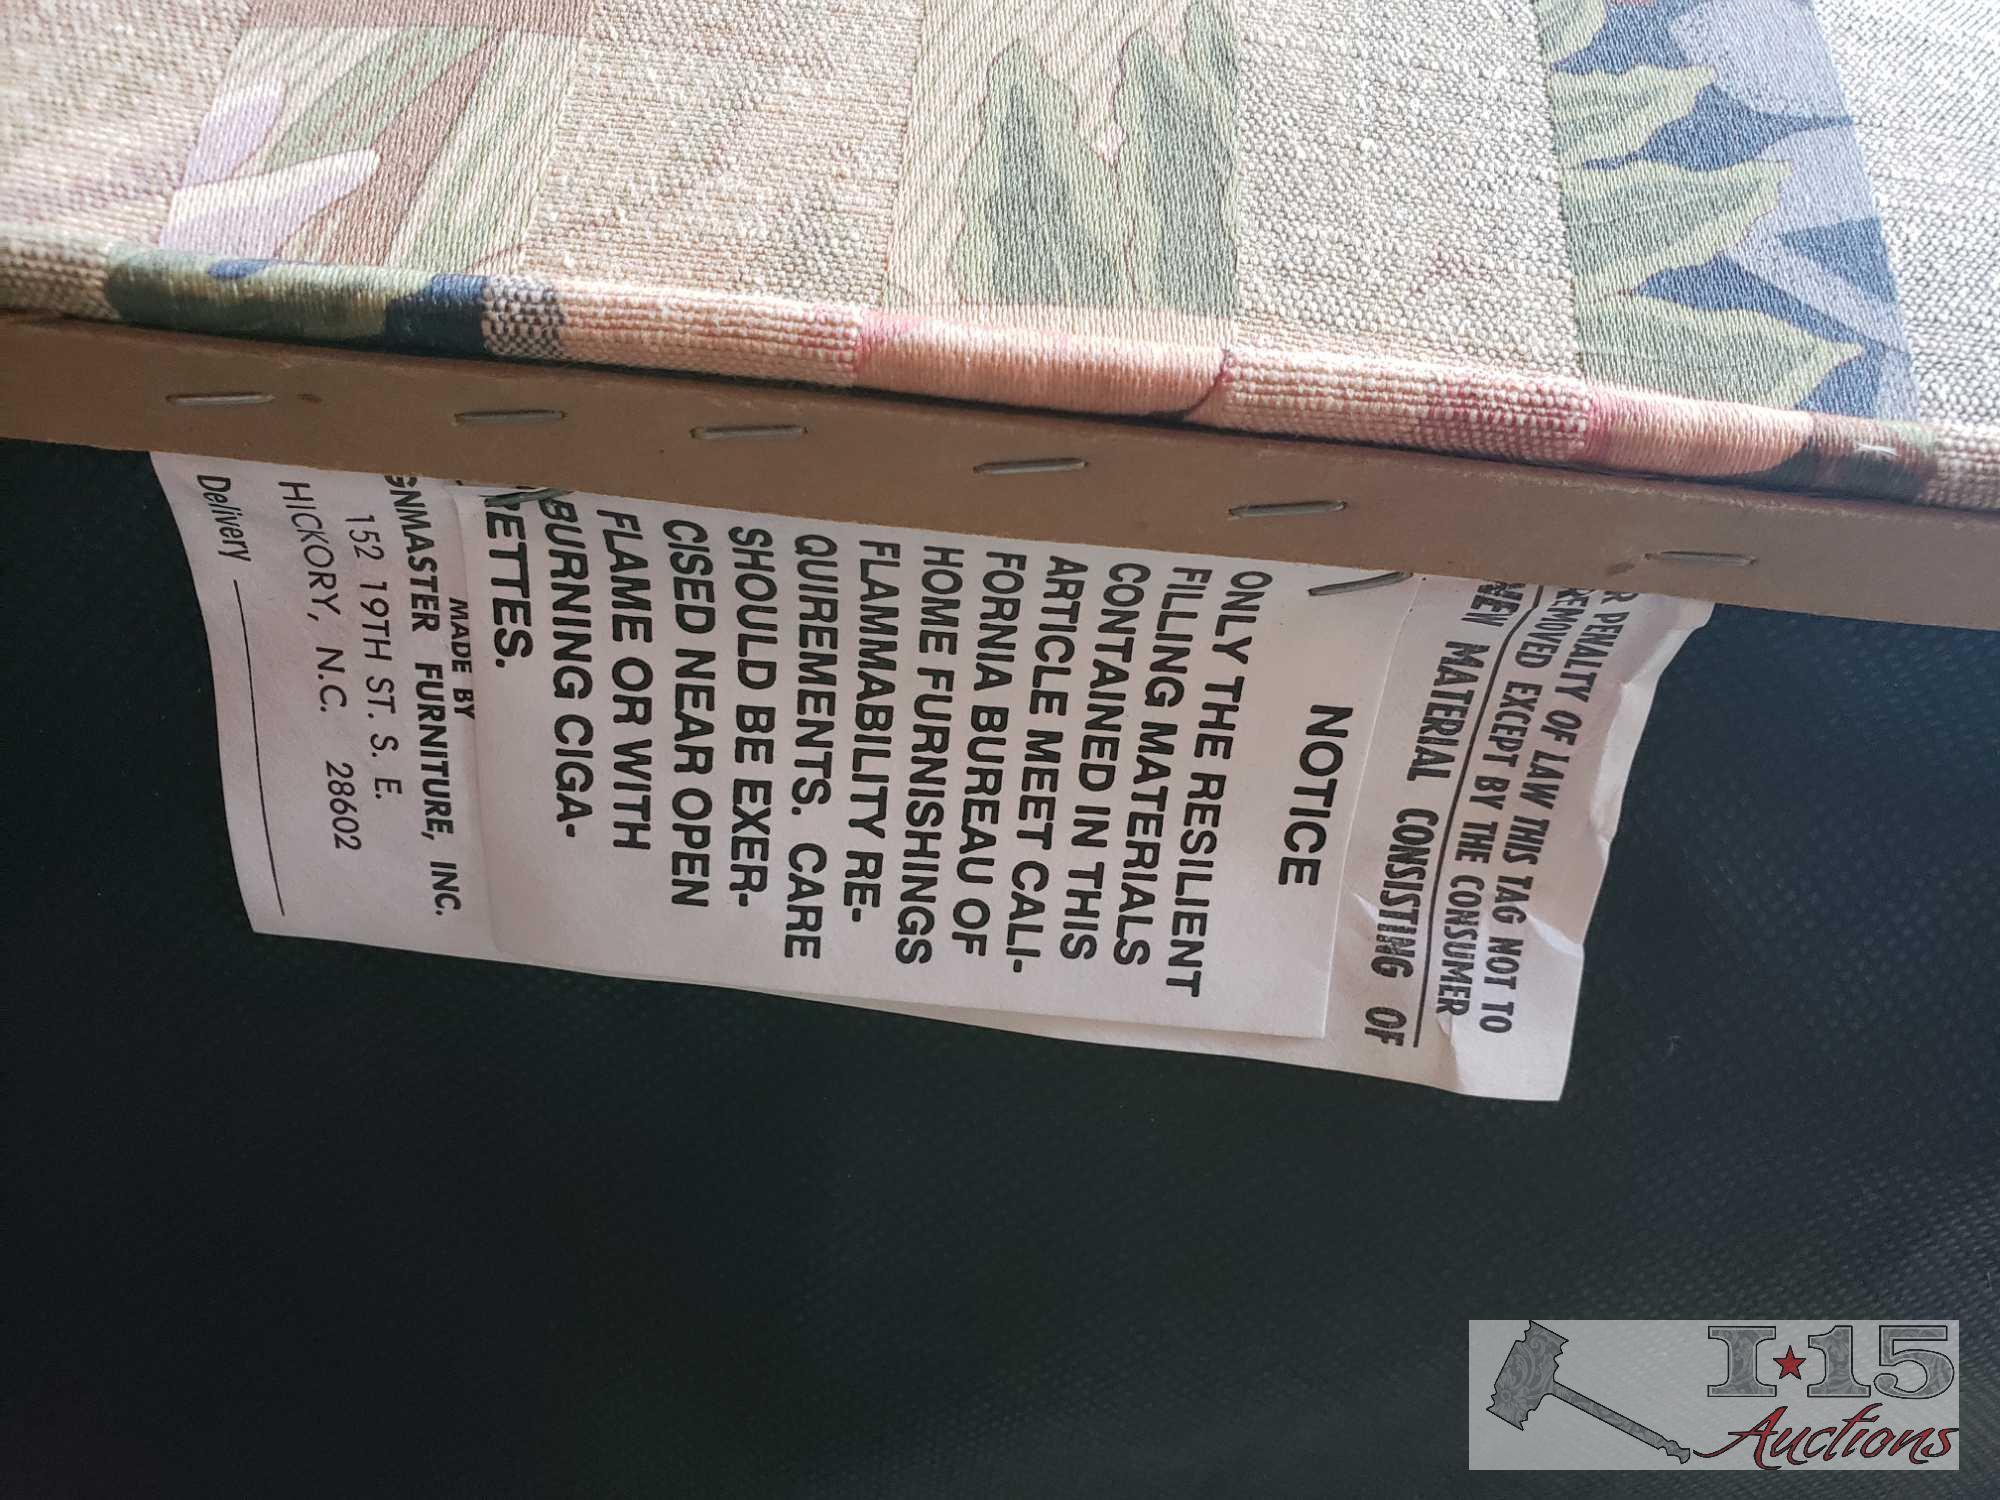 PENALTY OF LAW THIS TAG NOT TO
REMOVED EXCEPT BY THE CONSUMER
NEW MATERIAL CONSISTING OF
NOTICE
ONLY THE RESILIENT
FILLING MATERIALS
CONTAINED IN THIS
ARTICLE MEET CALI-
FORNIA BUREAU OF
HOME FURNISHINGS
FLAMMABILITY RE-
QUIREMENTS. CARE
SHOULD BE EXER-
CISED NEAR OPEN
FLAME OR WITH
BURNING CIGA-
RETTES.
MADE BY
GNMASTER FURNITURE, INC.
152 19TH ST. S. E.
HICKORY, N.C. 28602
Delivery
I★15
Auctions